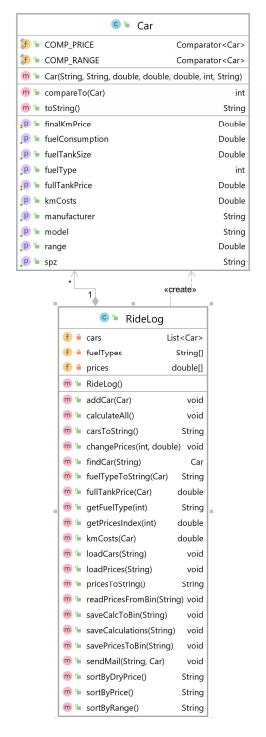 Car
COMP_PRICE Comparator<Car>
COMP_RANGE Comparator<Car>
Car(String, String, double, double, double, int, String)
compareTo(Car) int
toString() String
finalKmPrice Double
fuelConsumption Double
fuelTankSize Double
fuelType int
fullTankPrice Double
kmCosts Double
manufacturer String
model String
range Double
spz String
*
1
«create»
RideLog
cars List<Car>
fuelTypes String[]
prices double[]
RideLog()
addCar(Car) void
calculateAll() void
carsToString() String
changePrices(int, double) void
findCar(String) Car
fuelTypeToString(Car) String
fullTankPrice(Car) double
getFuelType(int) String
getPricesIndex(int) double
kmCosts(Car) double
loadCars(String) void
loadPrices(String) void
pricesToString() String
readPricesFromBin(String) void
saveCalcToBin(String) void
saveCalculations(String) void
savePricesToBin(String) void
sendMail(String, Car) void
sortByDryPrice() String
sortByPrice() String
sortByRange() String